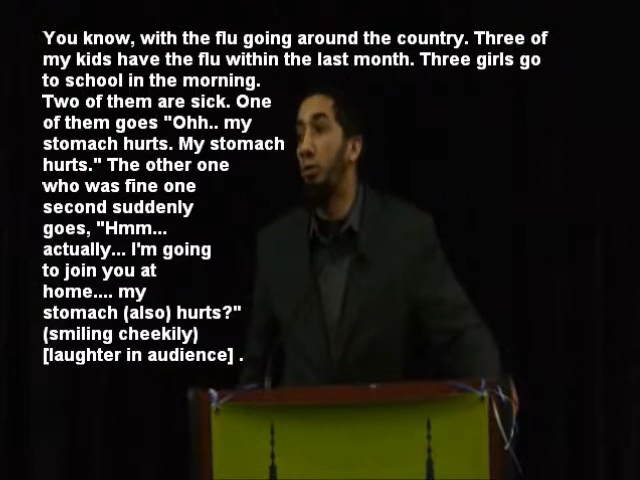 You know, with the flu going around the country. Three of
my kids have the flu within the last month. Three girls go
to school in the morning.
Two of them are sick. One
of them goes "Ohh.. my
stomach hurts. My stomach
hurts." The other one
who was fine one
second suddenly
goes, "Hmm...
actually... I'm going
to join you at
home.... my
stomach (also) hurts?"
(smiling cheekily)
[laughter in audience] .